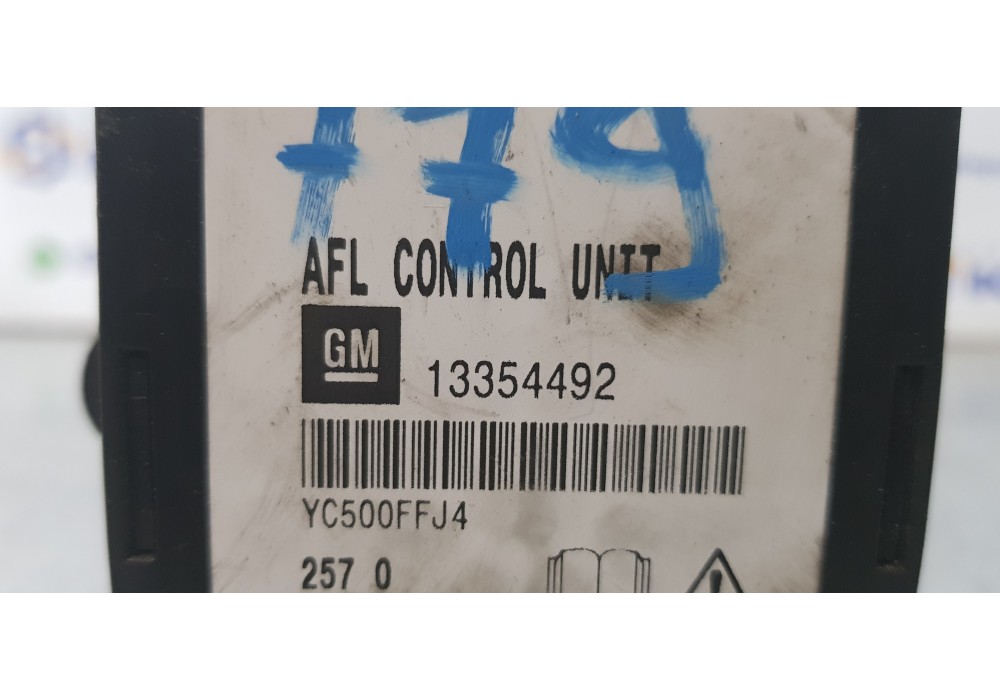 AFL CONTROL UNIT
GM
13354492
YC500FFJ4
257 0